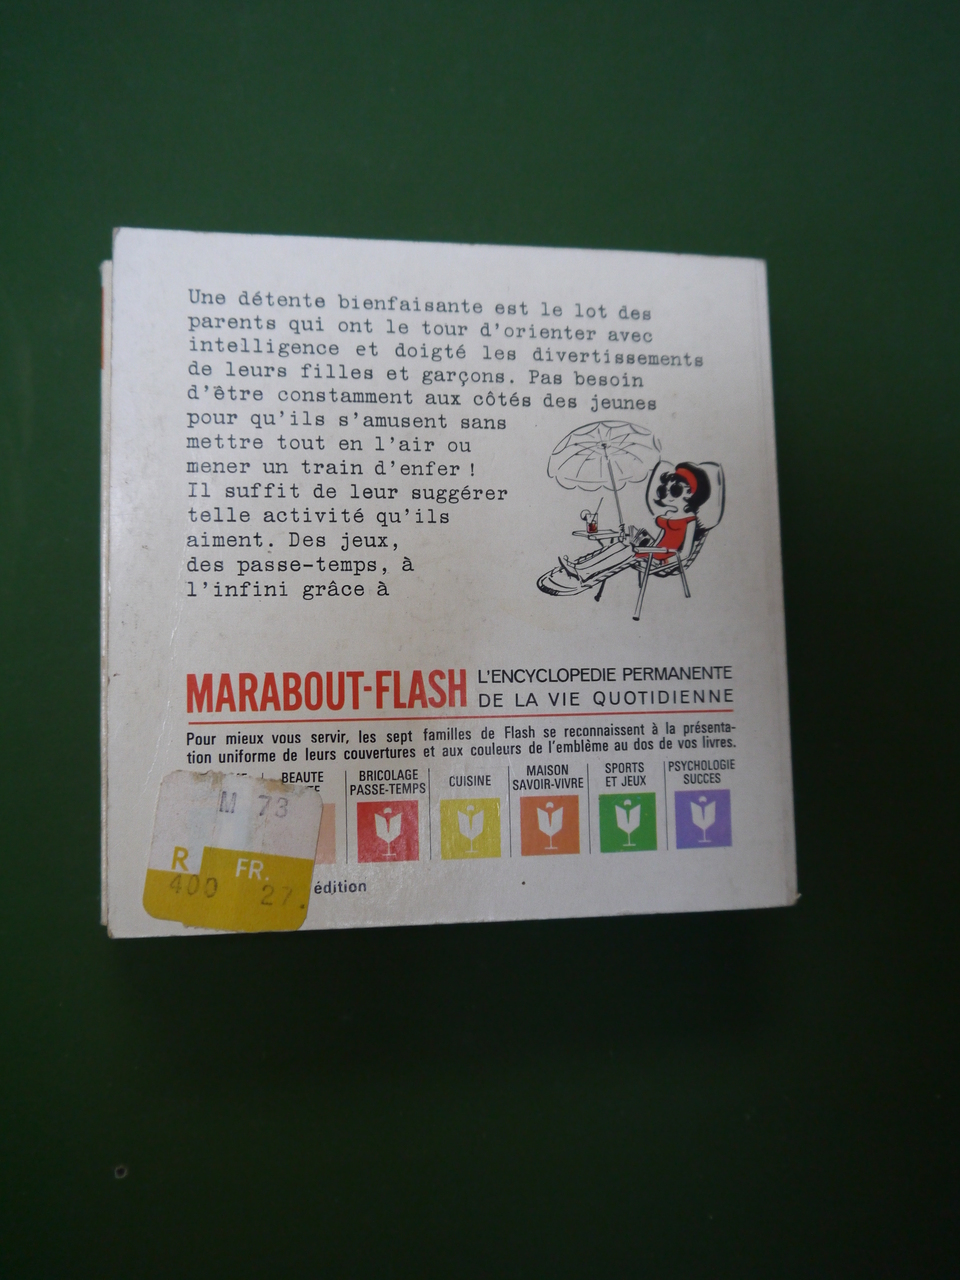 Une détente bienfaisante est le lot des
parents qui ont le tour d'orienter avec
intelligence et doigté les divertissements
de leurs filles et garçons. Pas besoin
d'être constamment aux côtés des jeunes
pour qu'ils s'amusent sans
mettre tout en l'air ou
mener un train d'enfer !
Il suffit de leur suggérer
telle activité qu'ils
aiment. Des jeux,
des passe-temps, à
l'infini grâce à
MARABOUT-FLASH
L'ENCYCLOPEDIE PERMANENTE
DE LA VIE QUOTIDIENNE
Pour mieux vous servir, les sept familles de Flash se reconnaissent à la présenta-
tion uniforme de leurs couvertures et aux couleurs de l'emblème au dos de vos livres.
BEAUTE
BRICOLAGE
PASSE-TEMPS
CUISINE
MAISON
SAVOIR-VIVRE
SPORTS
ET JEUX
PSYCHOLOGIE
SUCCES
M 73
R FR.
400 27.
édition